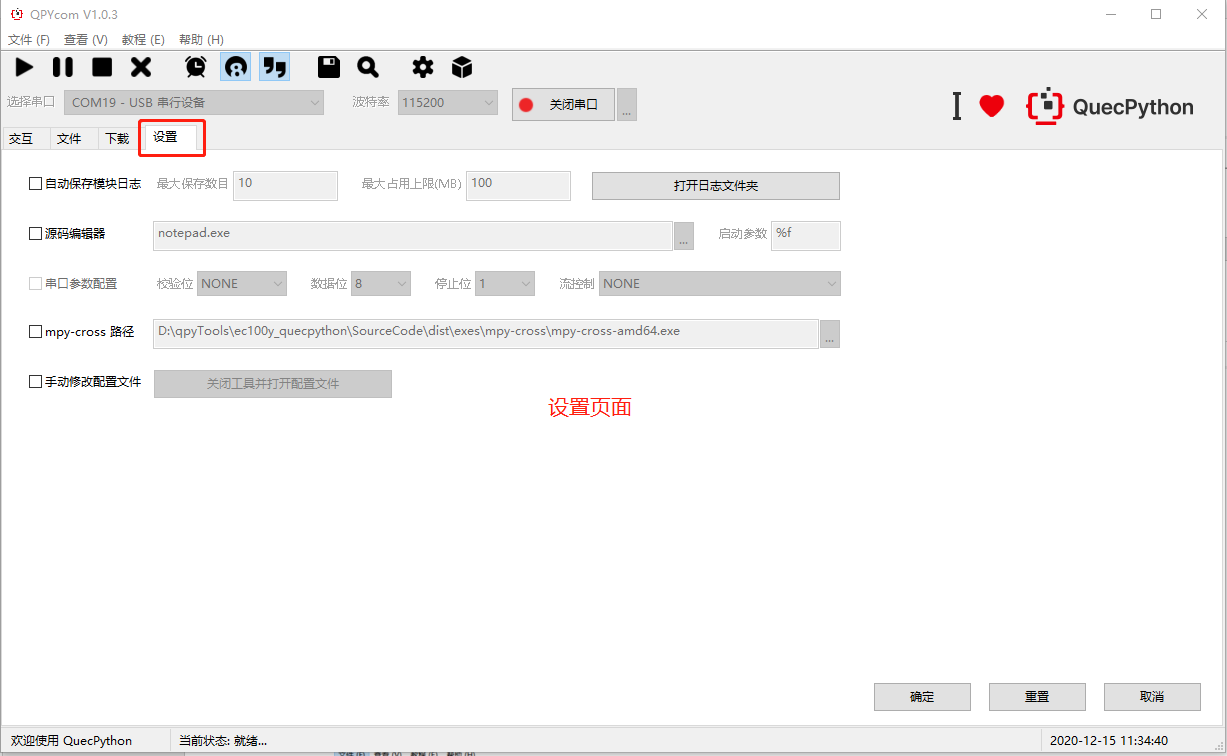 QPYcom V1.0.3
文件 (F) 查看 (V) 教程 (E) 帮助 (H)
选择串口 COM19 - USB 串行设备 波特率 115200 关闭串口 ...
I QuecPython
交互 文件 下载 设置
自动保存模块日志 最大保存数目 10 最大占用上限(MB) 100 打开日志文件夹
源码编辑器 notepad.exe ... 启动参数 %f
串口参数配置 校验位 NONE 数据位 8 停止位 1 流控制 NONE
mpy-cross 路径 D:\qpyTools\ec100y_quecpython\SourceCode\dist\exes\mpy-cross\mpy-cross-amd64.exe ...
手动修改配置文件 关闭工具并打开配置文件
设置页面
确定 重置 取消
欢迎使用 QuecPython 当前状态: 就绪... 2020-12-15 11:34:40